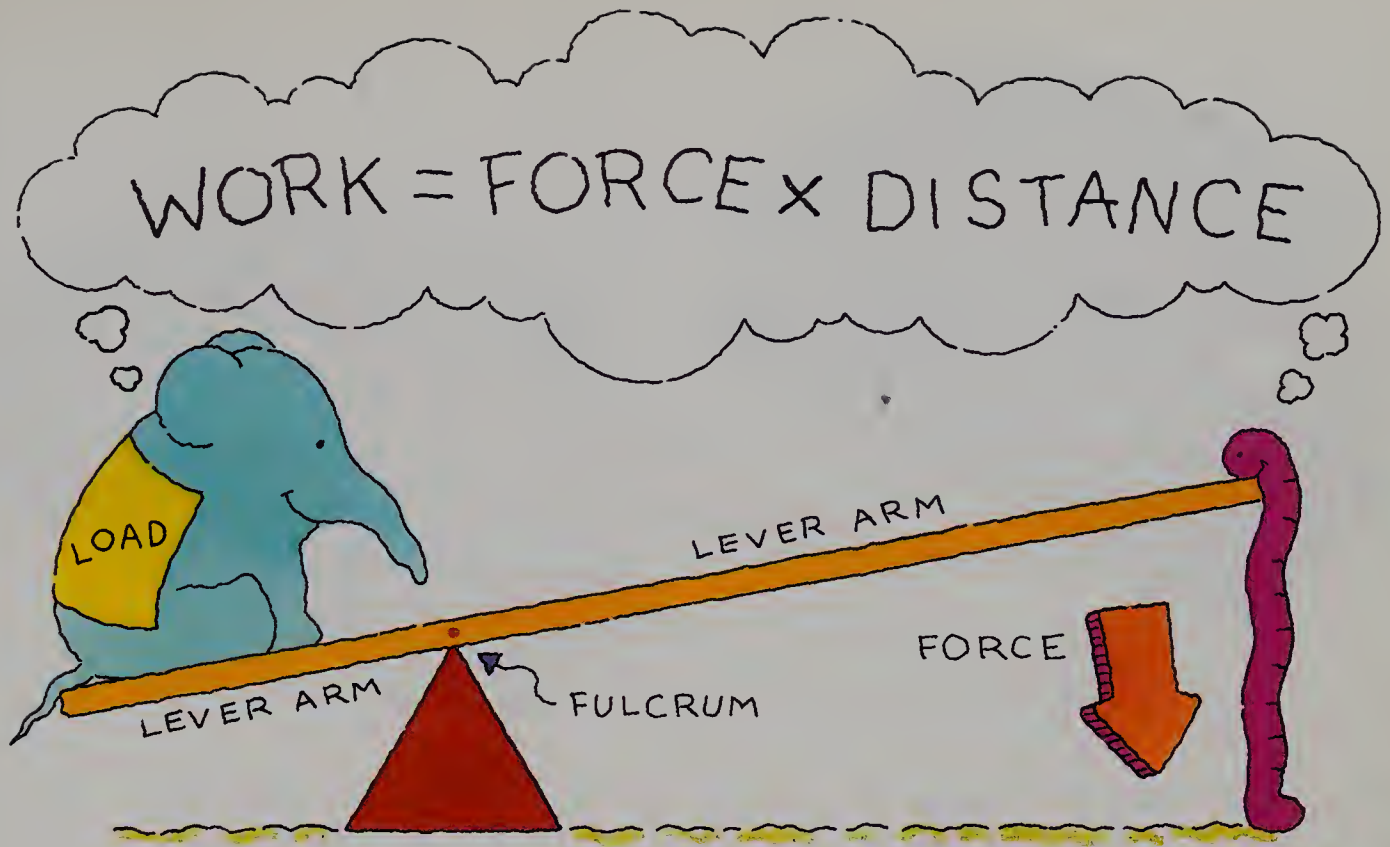 WORK = FORCE x DISTANCE
LOAD
LEVER ARM
LEVER ARM
FORCE
FULCRUM